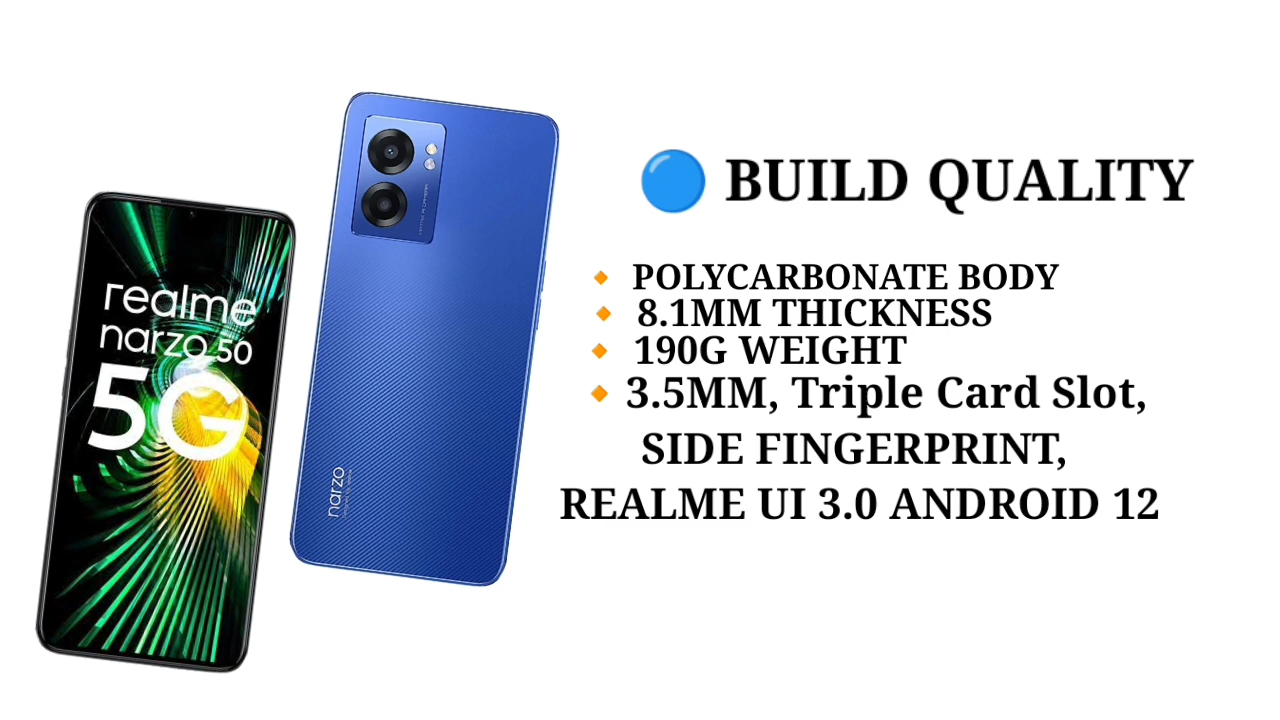 realme
narzo 50
5G
narzo
🔵 BUILD QUALITY
🔸 POLYCARBONATE BODY
🔸 8.1MM THICKNESS
🔸 190G WEIGHT
🔸 3.5MM, Triple Card Slot,
SIDE FINGERPRINT,
REALME UI 3.0 ANDROID 12